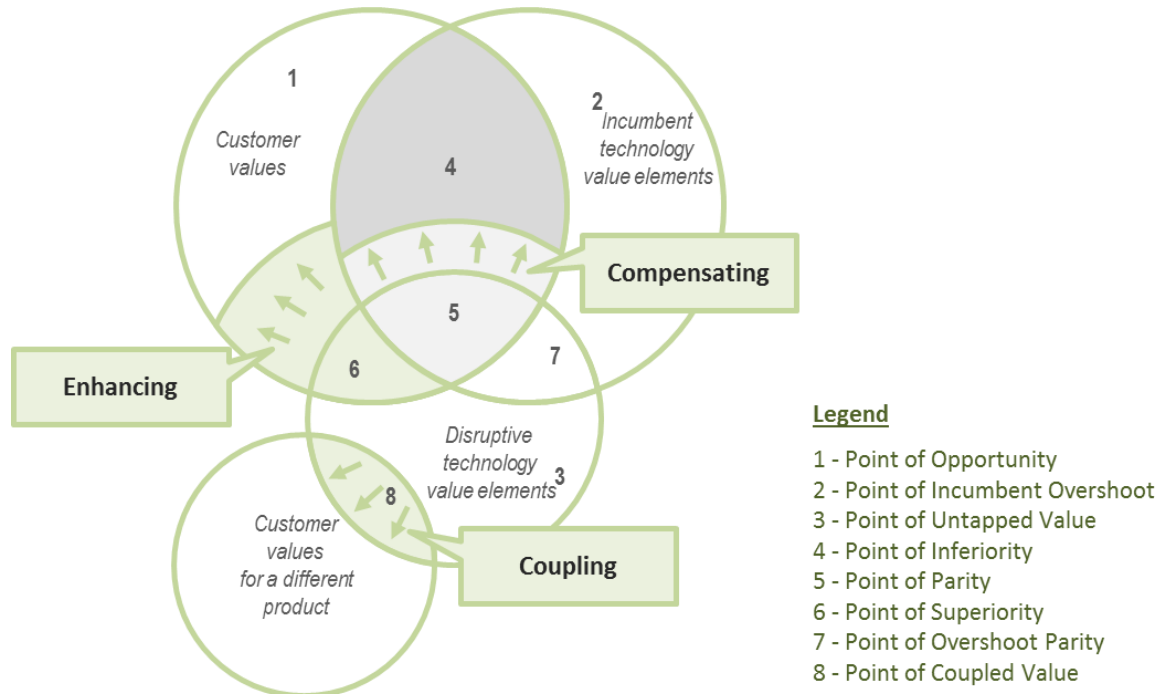 1
Customer
values
2
Incumbent
technology
value elements
4
Compensating
5
7
6
Enhancing
Disruptive
technology
value elements
3
8
Customer
values
for a different
product
Coupling
Legend
1 - Point of Opportunity
2 - Point of Incumbent Overshoot
3 - Point of Untapped Value
4 - Point of Inferiority
5 - Point of Parity
6 - Point of Superiority
7 - Point of Overshoot Parity
8 - Point of Coupled Value